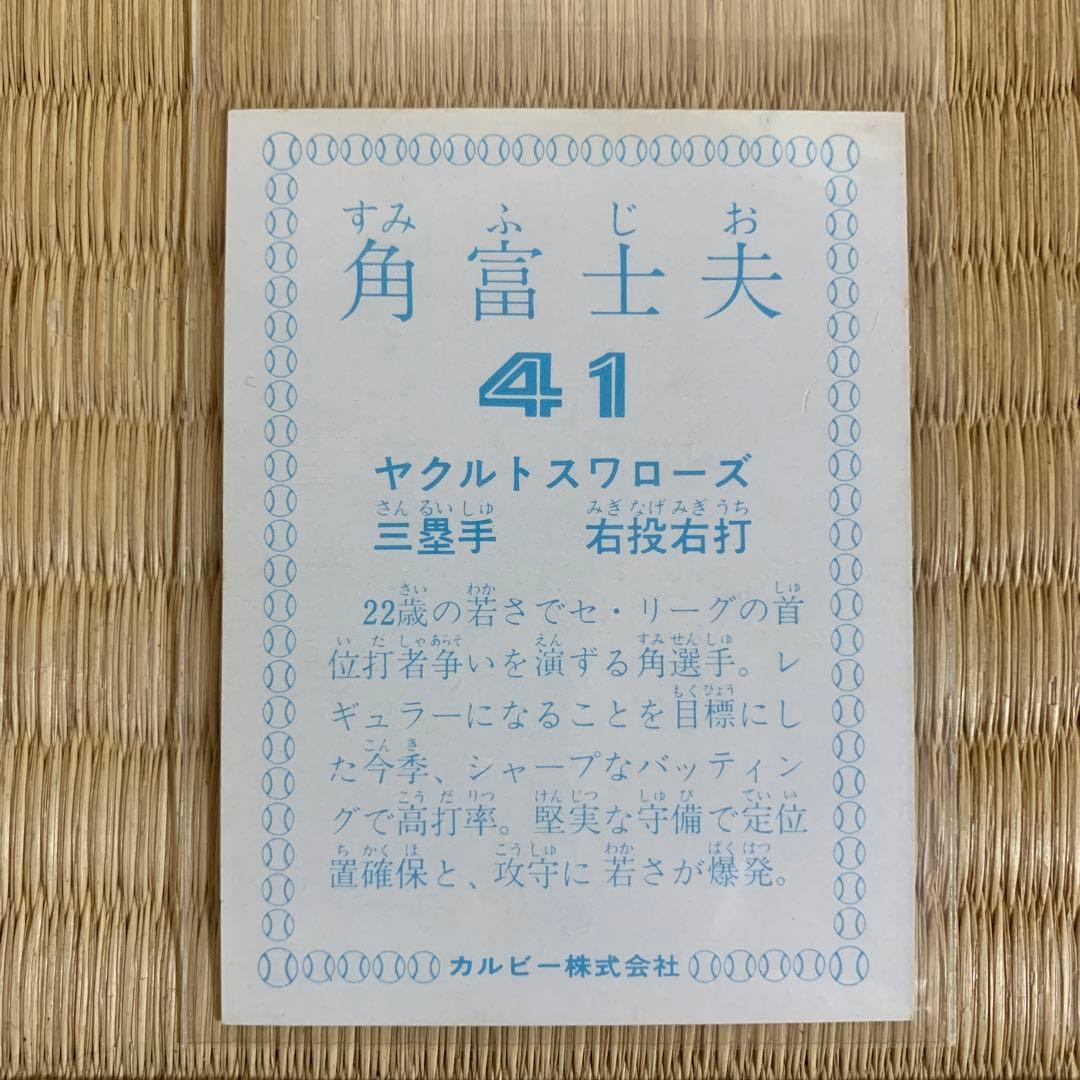 すみ ふ じ お
角富士夫
41
ヤクルトスワローズ
さんるいしゅ みぎなげみぎうち
三塁手 右投右打
さい わか しゅ
22歳の若さでセ・リーグの首
い だ しゃあらそ えん すみせんしゅ
位打者争いを演ずる角選手。レ
もくひょう
ギュラーになることを目標にし
こん き
た今季、シャープなバッティン
こう だ りつ けんじつ しゅ び てい い
グで高打率。堅実な守備で定位
ち かく ほ こうしゅ わか ばくはつ
置確保と、攻守に若さが爆発。
カルビー株式会社